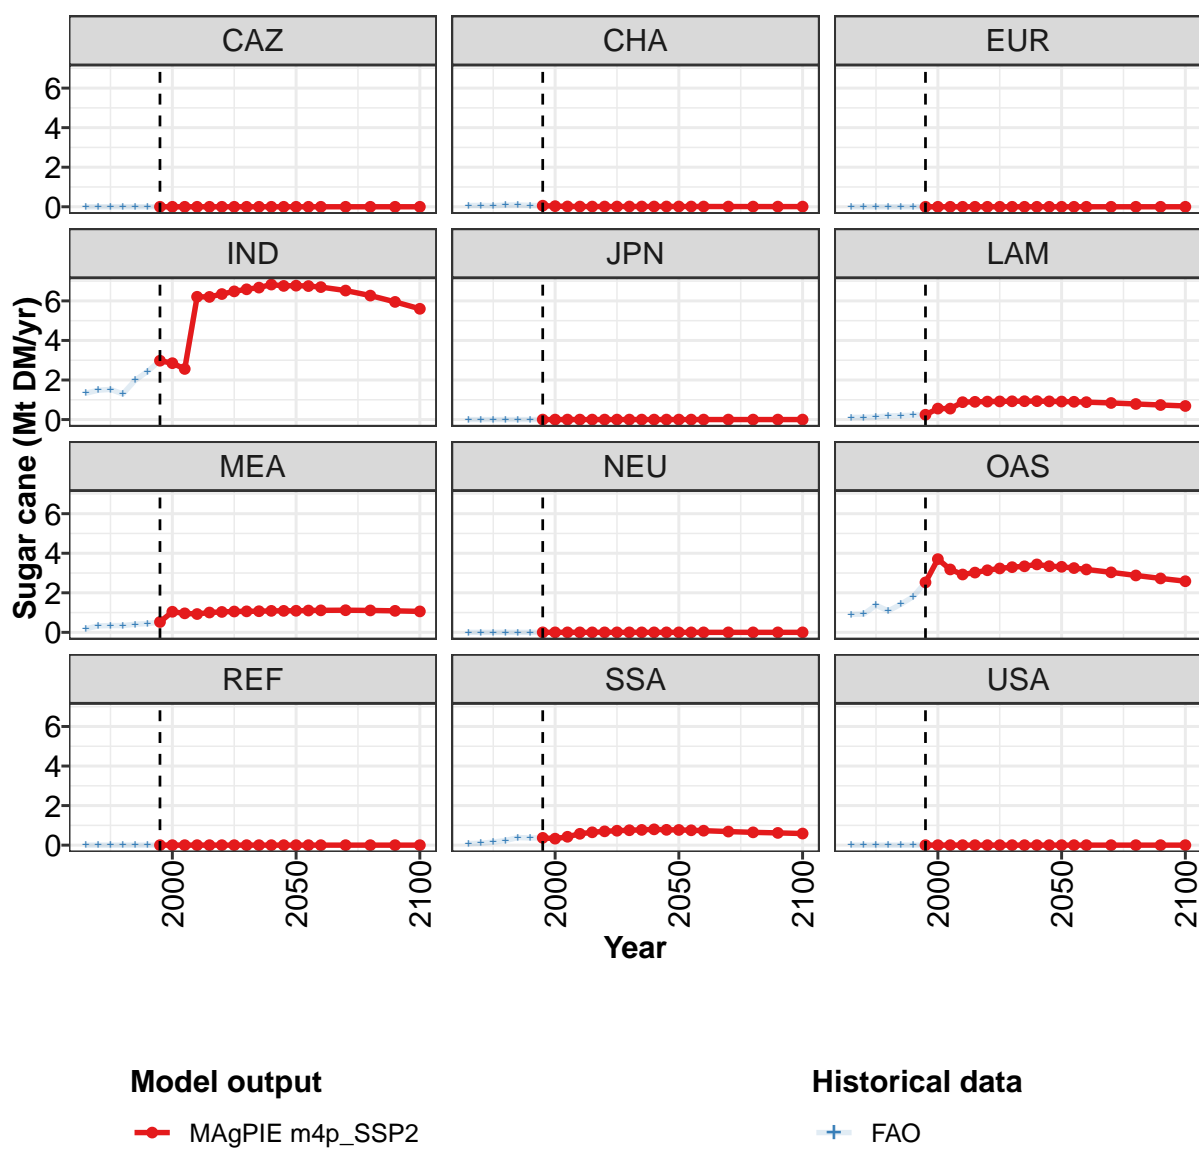 CAZ CHA EUR
6
4
2
0
IND JPN LAM
6
4
2
0
MEA NEU OAS
6
4
2
0
REF SSA USA
6
4
2
0
Sugar cane (Mt DM/yr)
2000 2050 2100 2000 2050 2100 2000 2050 2100
Year
Model output Historical data
MAgPIE m4p_SSP2 FAO